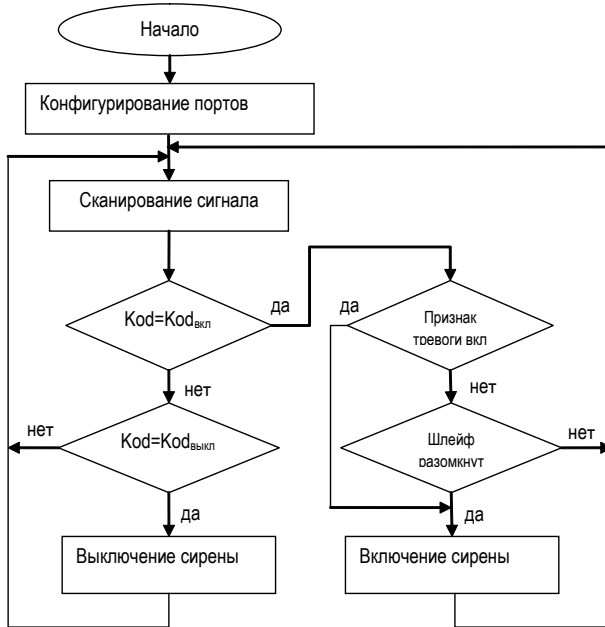 Начало
Конфигурирование портов
Сканирование сигнала
Kod=Kodвкл
да
да
Признак
тревоги вкл
нет
нет
нет
Kod=Kodвыкл
Шлейф
разомкнут
нет
да
да
Выключение сирены
Включение сирены